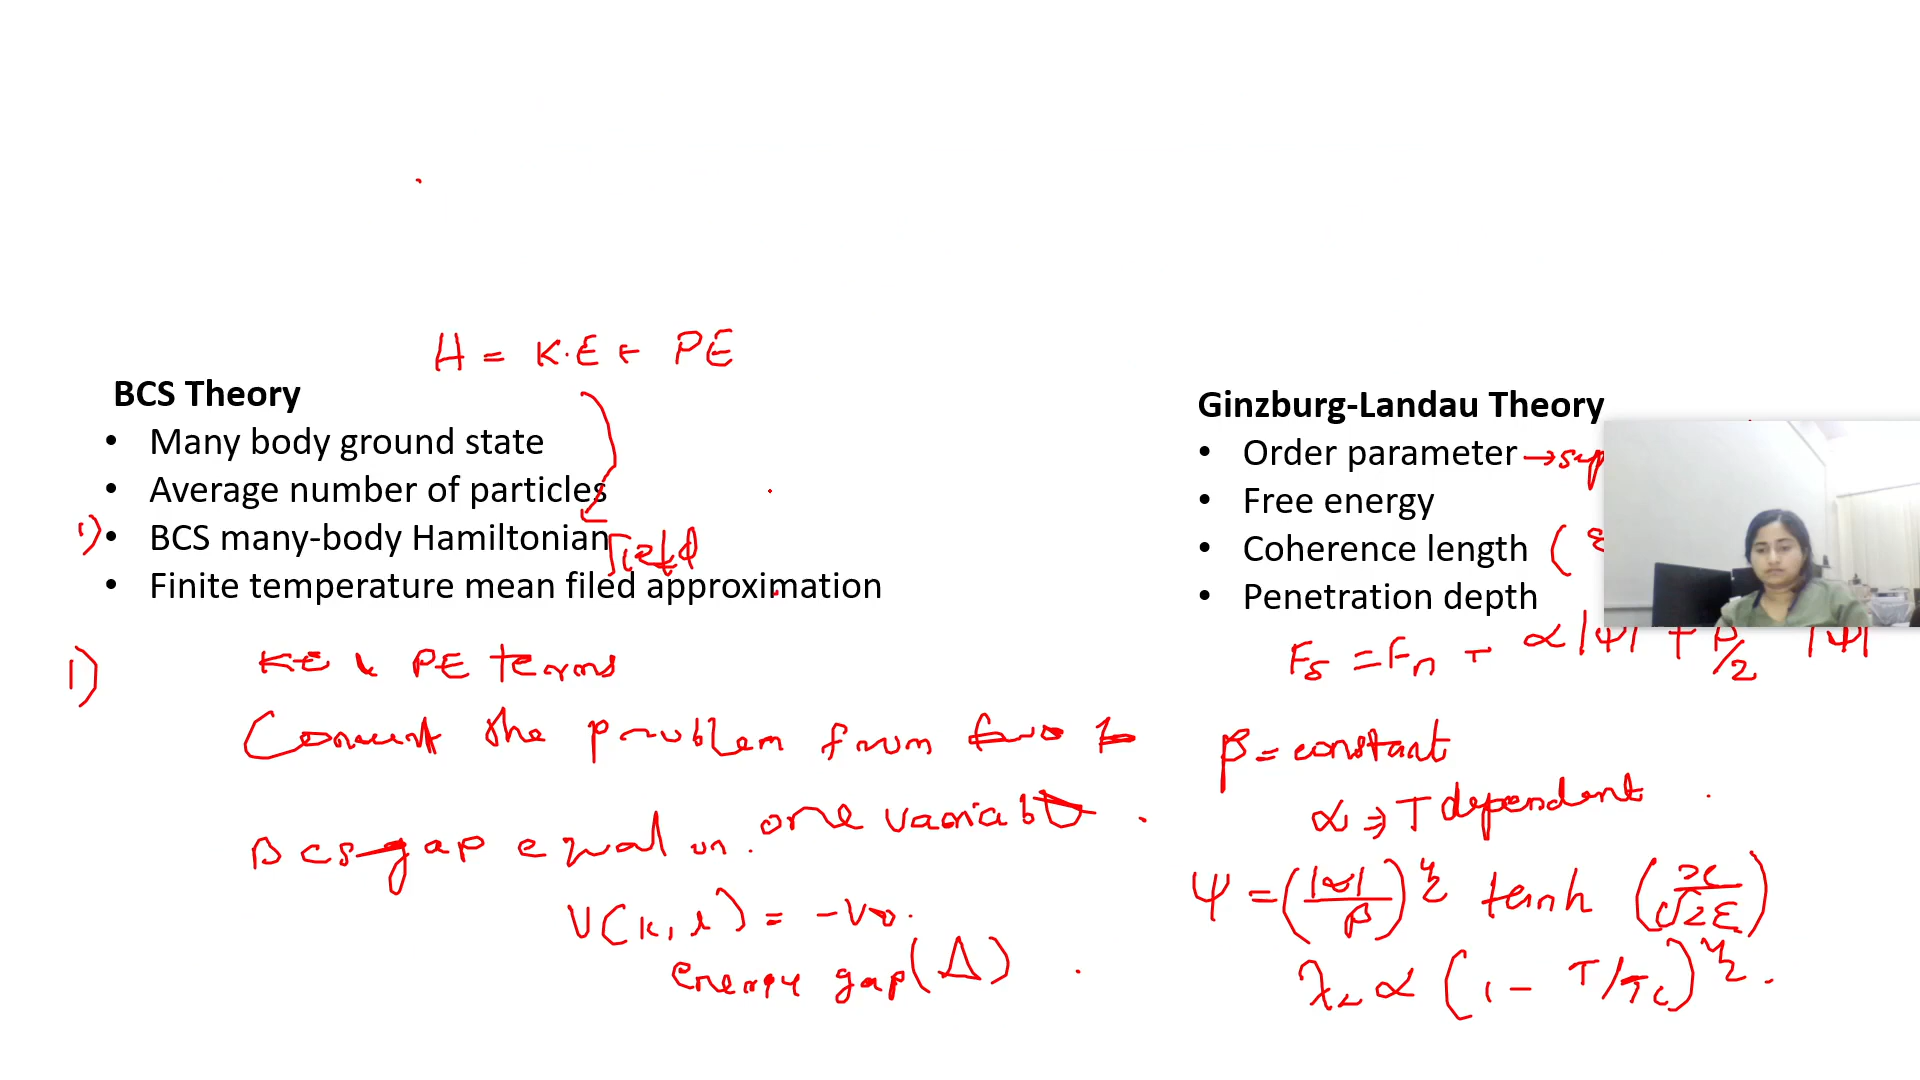 H = K.E + PE
BCS Theory
• Many body ground state
• Average number of particles
1) • BCS many-body Hamiltonian
field
• Finite temperature mean filed approximation
1) KE & PE terms
Convert the problem from two to
one variable.
BCS gap equation.
V(k, l) = -V0.
energy gap (Δ)
Ginzburg-Landau Theory
• Order parameter → sup
• Free energy
• Coherence length (ξ
• Penetration depth
Fs = Fn + α|ψ| + β/2 |ψ|
β = constant
α ⇒ T dependent
ψ = (|α|/β)^½ tanh (x/√2ξ)
λL ∝ (1 - T/Tc)^½.